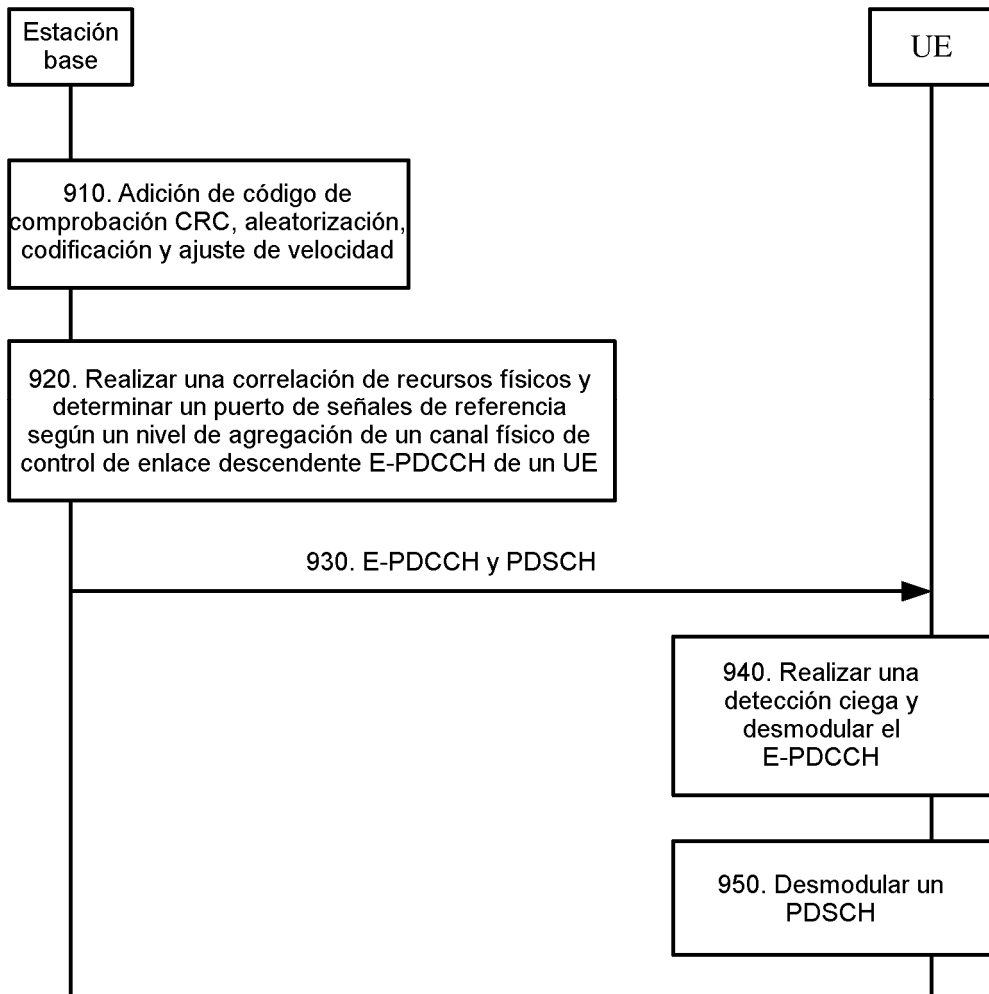 Estación
base
UE
910. Adición de código de
comprobación CRC, aleatorización,
codificación y ajuste de velocidad
920. Realizar una correlación de recursos físicos y
determinar un puerto de señales de referencia
según un nivel de agregación de un canal físico de
control de enlace descendente E-PDCCH de un UE
930. E-PDCCH y PDSCH
940. Realizar una
detección ciega y
desmodular el
E-PDCCH
950. Desmodular un
PDSCH